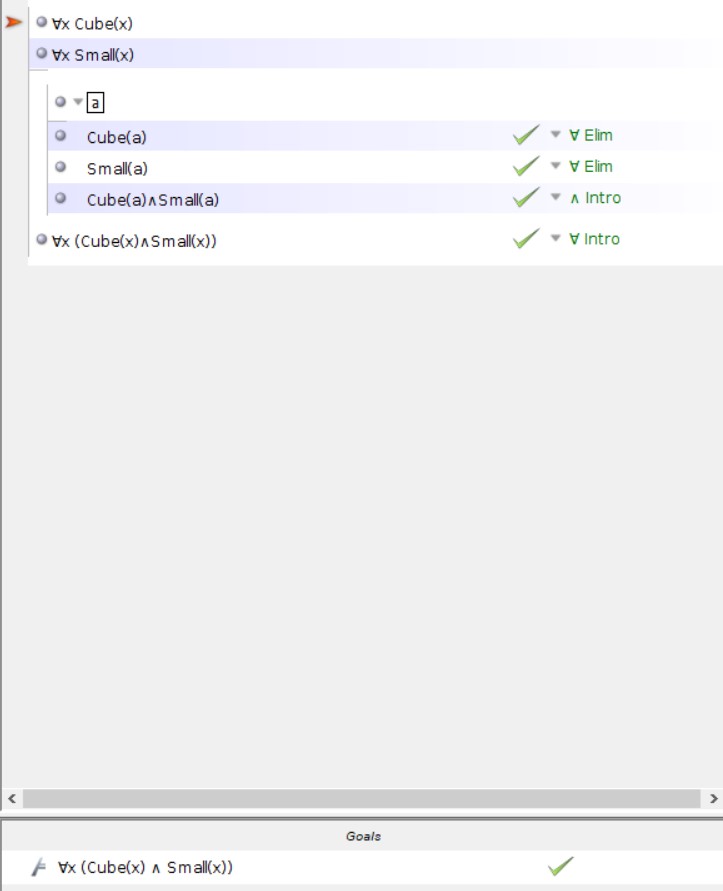 ∀x Cube(x)
∀x Small(x)
a
Cube(a) ∀ Elim
Small(a) ∀ Elim
Cube(a)∧Small(a) ∧ Intro
∀x (Cube(x)∧Small(x)) ∀ Intro
Goals
∀x (Cube(x) ∧ Small(x))